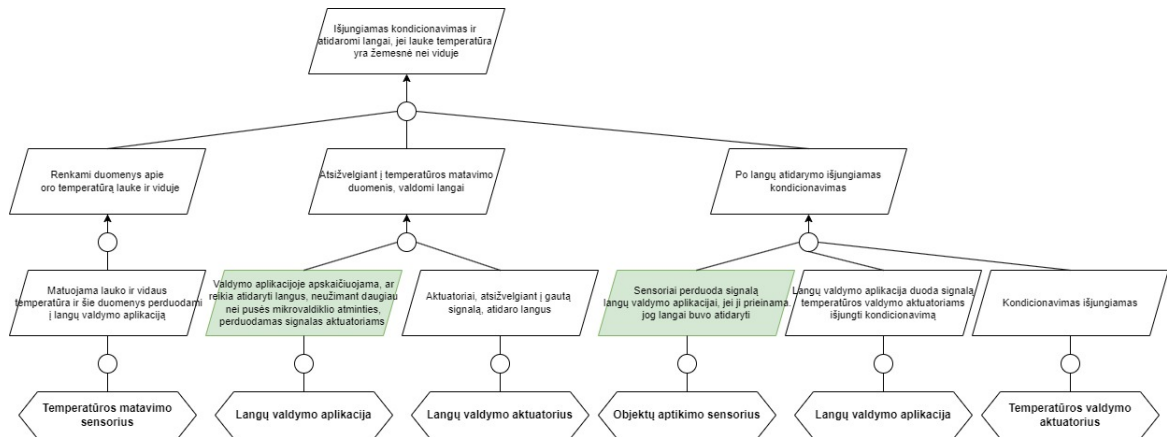 Išjungiamas kondicionavimas ir
atidaromi langai, jei lauke temperatūra
yra žemesnė nei viduje
Renkami duomenys apie
oro temperatūrą lauke ir viduje
Atsižvelgiant į temperatūros matavimo
duomenis, valdomi langai
Po langų atidarymo išjungiamas
kondicionavimas
Matuojama lauko ir vidaus
temperatūra ir šie duomenys perduodami
į langų valdymo aplikaciją
Valdymo aplikacijoje apskaičiuojama, ar
reikia atidaryti langus, neužimant daugiau
nei pusės mikrovaldiklio atminties,
perduodamas signalas aktuatoriams
Aktuatoriai, atsižvelgiant į gautą
signalą, atidaro langus
Sensoriai perduoda signalą
langų valdymo aplikacijai, jei ji prieinama,
jog langai buvo atidaryti
Langų valdymo aplikacija duoda signalą
temperatūros valdymo aktuatoriams
išjungti kondicionavimą
Kondicionavimas išjungiamas
Temperatūros matavimo
sensorius
Langų valdymo aplikacija
Langų valdymo aktuatorius
Objektų aptikimo sensorius
Langų valdymo aplikacija
Temperatūros valdymo
aktuatorius